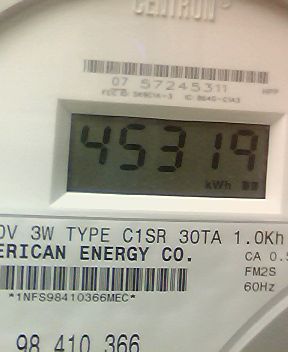 CENTRON®
07 57245311
45319
kWh
0V 3W TYPE C1SR 30TA 1.0Kh
ERICAN ENERGY CO.
CA 0.5
FM2S
*1NFS98410366MEC*
60Hz
98 410 366